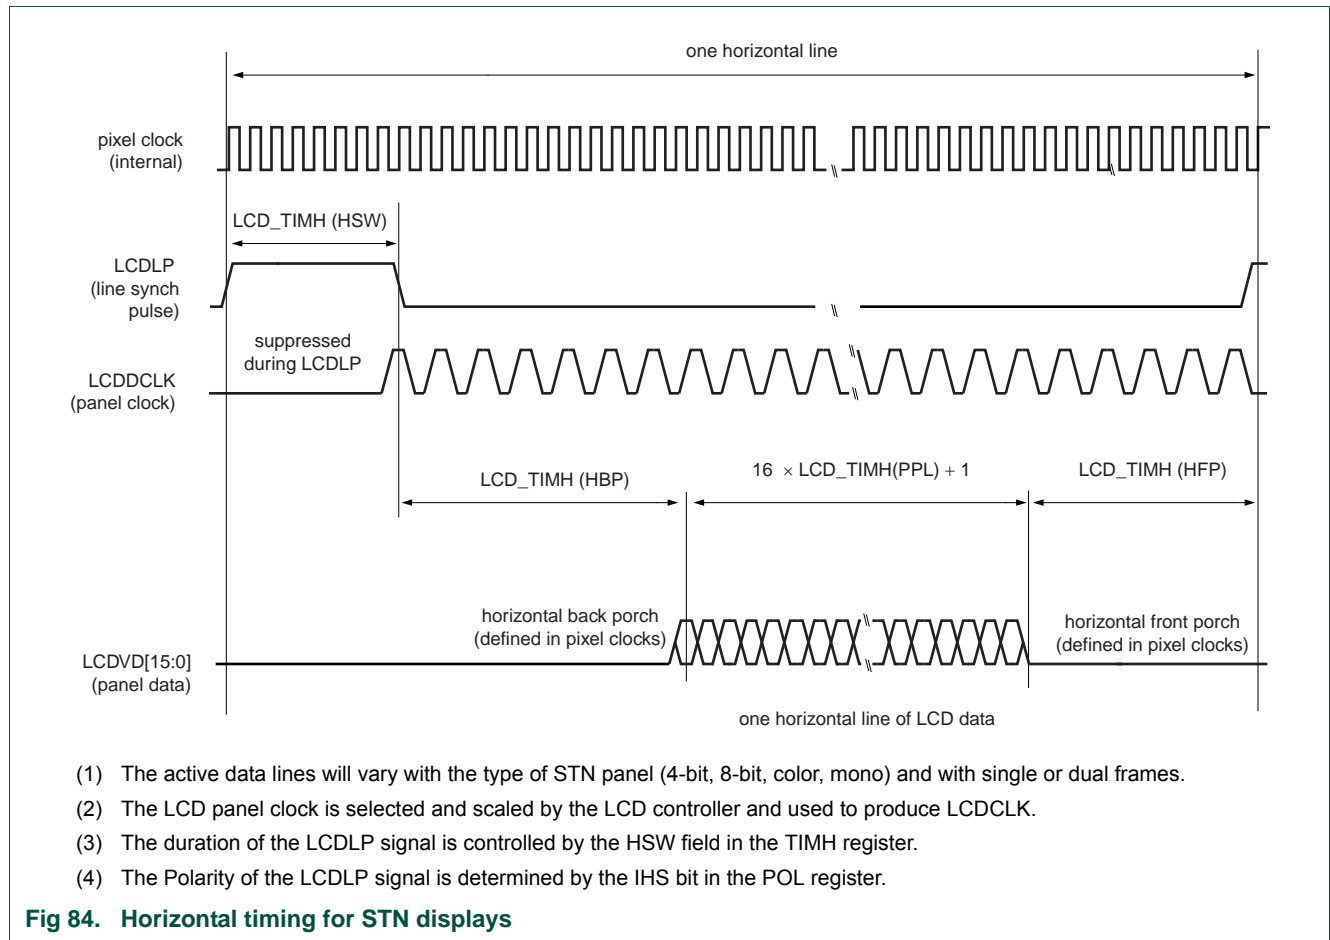 one horizontal line
pixel clock
(internal)
LCD_TIMH (HSW)
LCDLP
(line synch
pulse)
suppressed
during LCDLP
LCDDCLK
(panel clock)
LCD_TIMH (HBP)
16 × LCD_TIMH(PPL) + 1
LCD_TIMH (HFP)
horizontal back porch
(defined in pixel clocks)
horizontal front porch
(defined in pixel clocks)
LCDVD[15:0]
(panel data)
one horizontal line of LCD data
(1) The active data lines will vary with the type of STN panel (4-bit, 8-bit, color, mono) and with single or dual frames.
(2) The LCD panel clock is selected and scaled by the LCD controller and used to produce LCDCLK.
(3) The duration of the LCDLP signal is controlled by the HSW field in the TIMH register.
(4) The Polarity of the LCDLP signal is determined by the IHS bit in the POL register.
Fig 84. Horizontal timing for STN displays